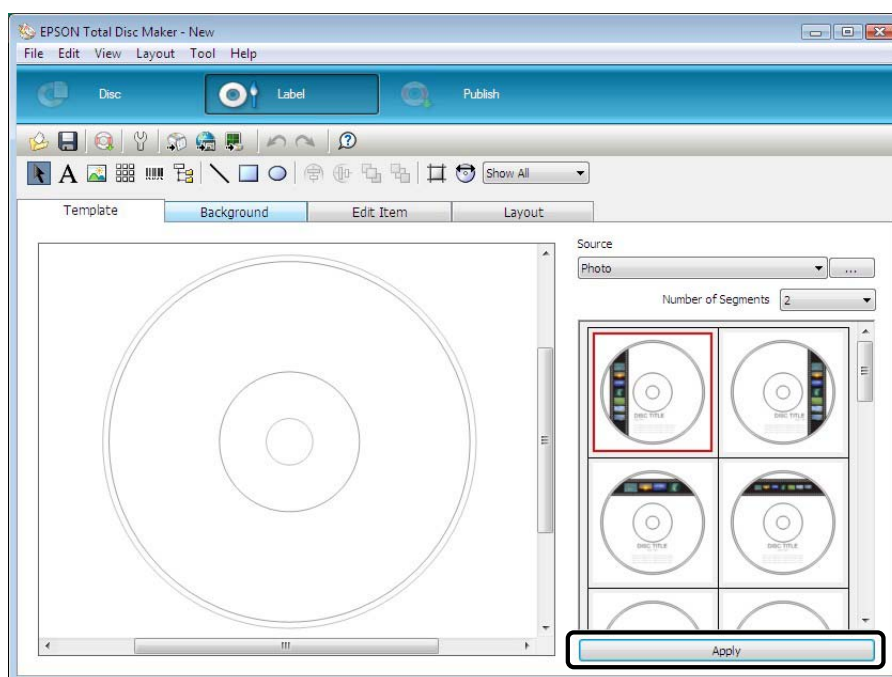 EPSON Total Disc Maker - New
File Edit View Layout Tool Help
Disc Label Publish
A Show All
Template Background Edit Item Layout
Source
Photo ...
Number of Segments 2
DISC TITLE DISC TITLE
DISC TITLE DISC TITLE
Apply